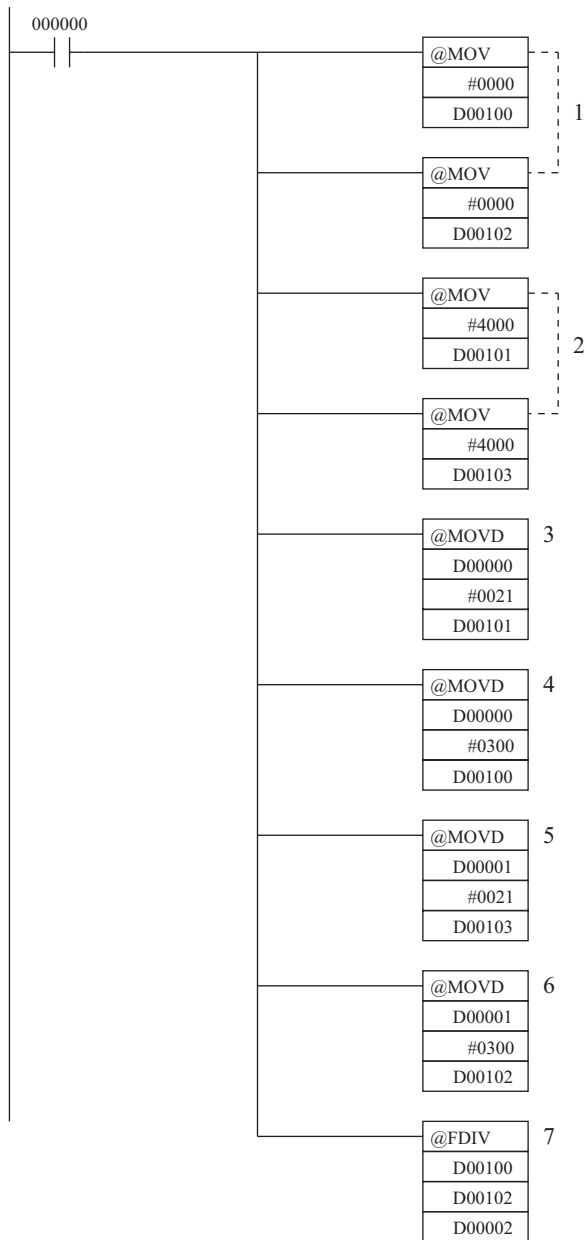 000000
@MOV
#0000
D00100
1
@MOV
#0000
D00102
@MOV
#4000
D00101
2
@MOV
#4000
D00103
@MOVD 3
D00000
#0021
D00101
@MOVD 4
D00000
#0300
D00100
@MOVD 5
D00001
#0021
D00103
@MOVD 6
D00001
#0300
D00102
@FDIV 7
D00100
D00102
D00002